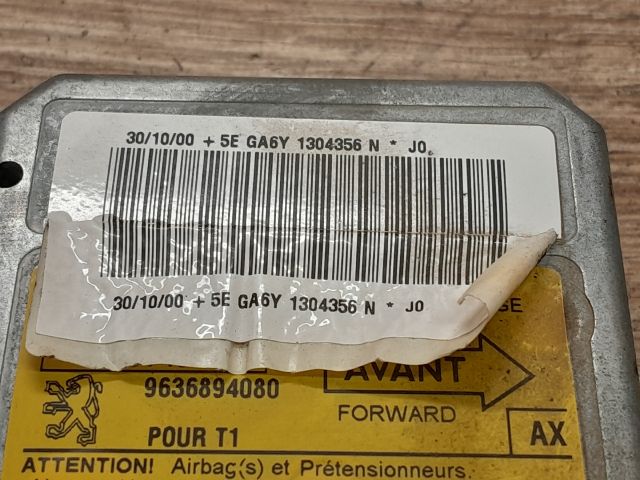 30/10/00 + 5E GA6Y 1304356 N * J0
30/10/00 + 5E GA6Y 1304356 N * J0
SE
AVANT
9636894080
FORWARD
POUR T1
AX
ATTENTION! Airbag(s) et Prétensionneurs.